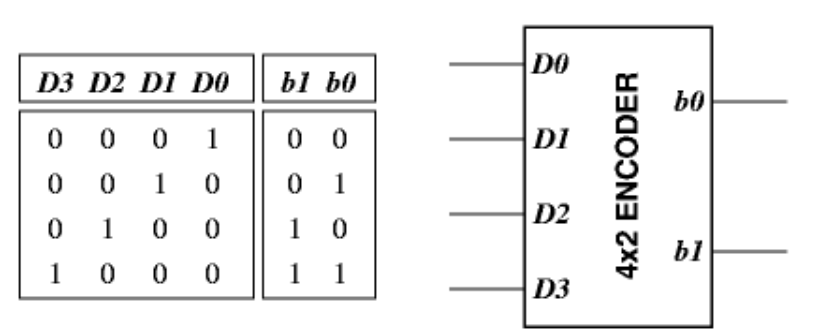 D3 D2 D1 D0 b1 b0
0 0 0 1 0 0
0 0 1 0 0 1
0 1 0 0 1 0
1 0 0 0 1 1
D0
D1
D2
D3
4x2 ENCODER
b0
b1